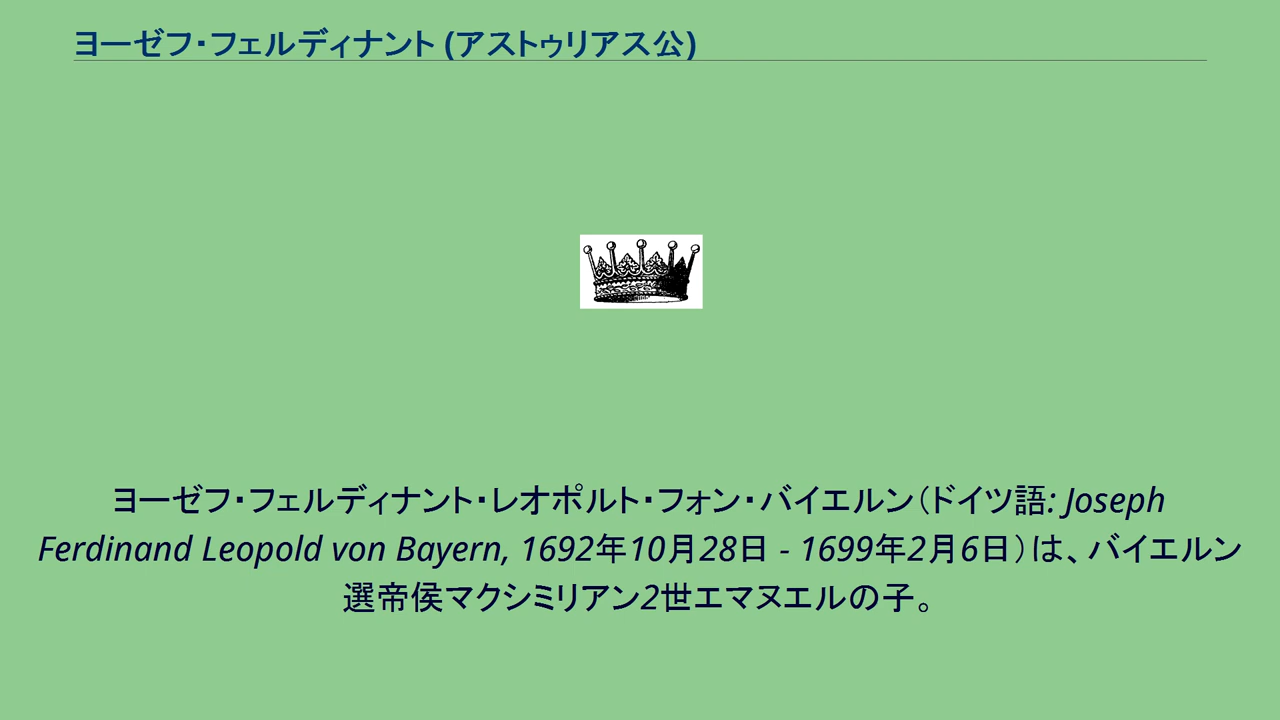 ヨーゼフ・フェルディナント (アストゥリアス公)
ヨーゼフ・フェルディナント・レオポルト・フォン・バイエルン（ドイツ語: Joseph
Ferdinand Leopold von Bayern, 1692年10月28日 - 1699年2月6日）は、バイエルン
選帝侯マクシミリアン2世エマヌエルの子。